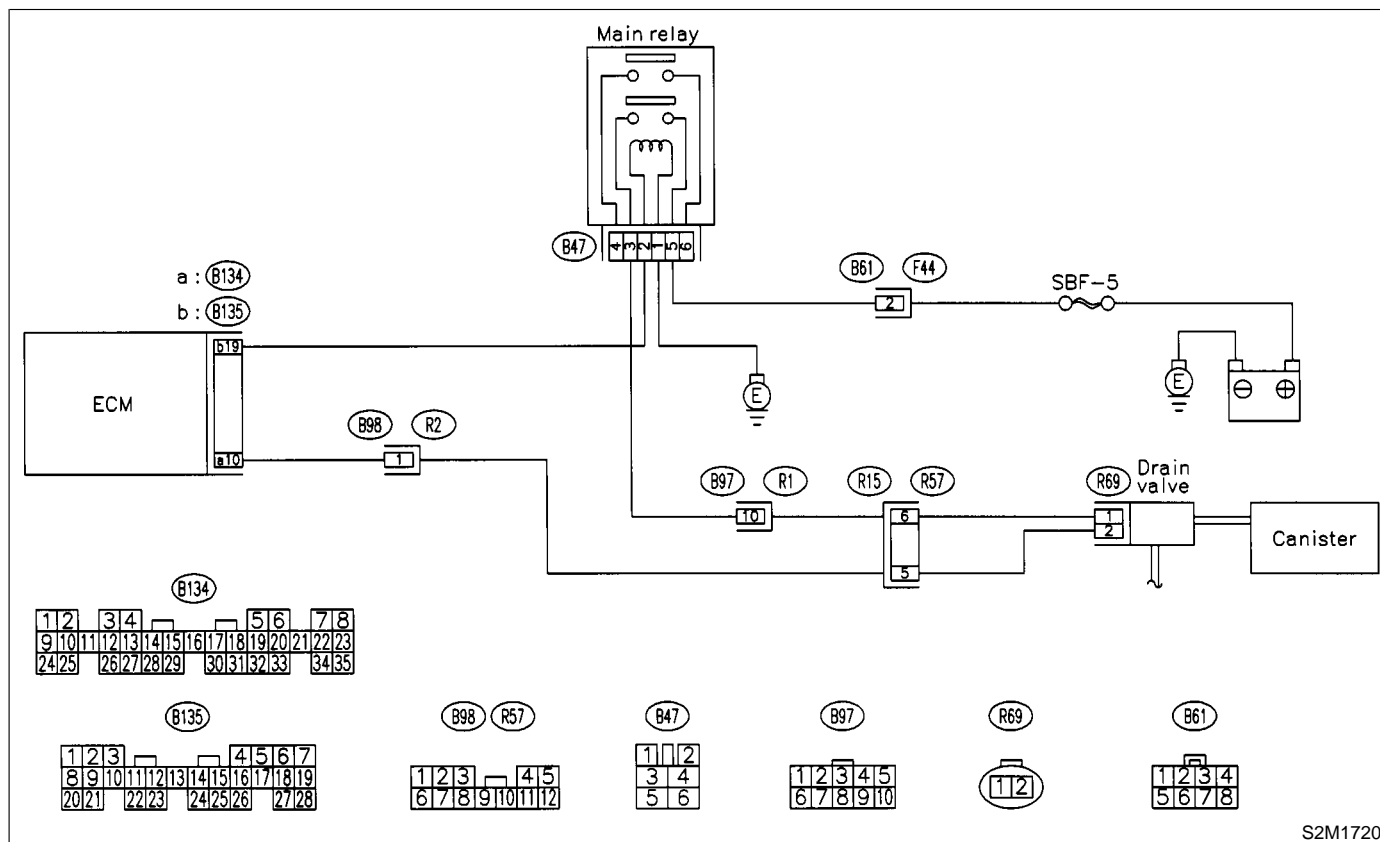 Main relay
B47
4 3 2 1 5 6
B61 F44
2
SBF-5
a : B134
b : B135
b19
ECM
a10
E
E
⊖ ⊕
B98 R2
1
B97 R1
10
R15 R57
6
5
R69
Drain
valve
1
2
Canister
B134
1 2 3 4 5 6 7 8
9 10 11 12 13 14 15 16 17 18 19 20 21 22 23
24 25 26 27 28 29 30 31 32 33 34 35
B135
1 2 3 4 5 6 7
8 9 10 11 12 13 14 15 16 17 18 19
20 21 22 23 24 25 26 27 28
B98 R57
1 2 3 4 5
6 7 8 9 10 11 12
B47
1 2
3 4
5 6
B97
1 2 3 4 5
6 7 8 9 10
R69
1 2
B61
1 2 3 4
5 6 7 8
S2M1720